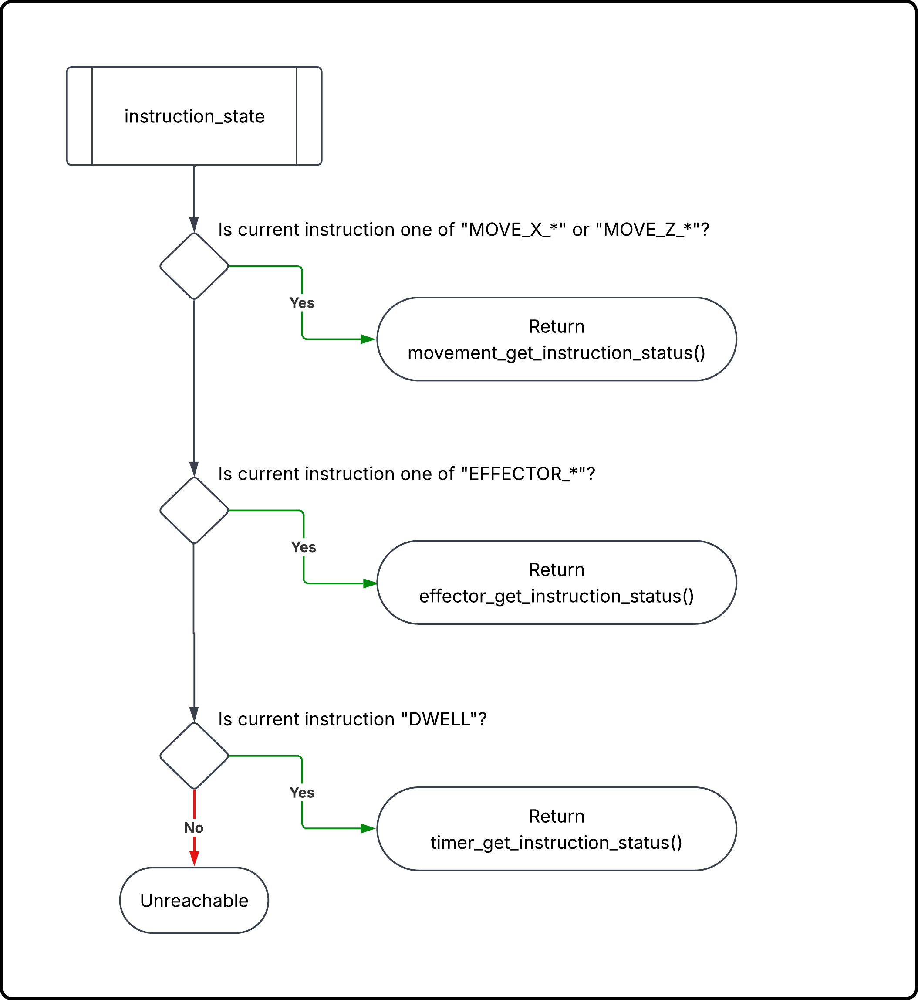 instruction_state
Is current instruction one of "MOVE_X_*" or "MOVE_Z_*"?
Yes
Return
movement_get_instruction_status()
Is current instruction one of "EFFECTOR_*"?
Yes
Return
effector_get_instruction_status()
Is current instruction "DWELL"?
Yes
Return
timer_get_instruction_status()
No
Unreachable